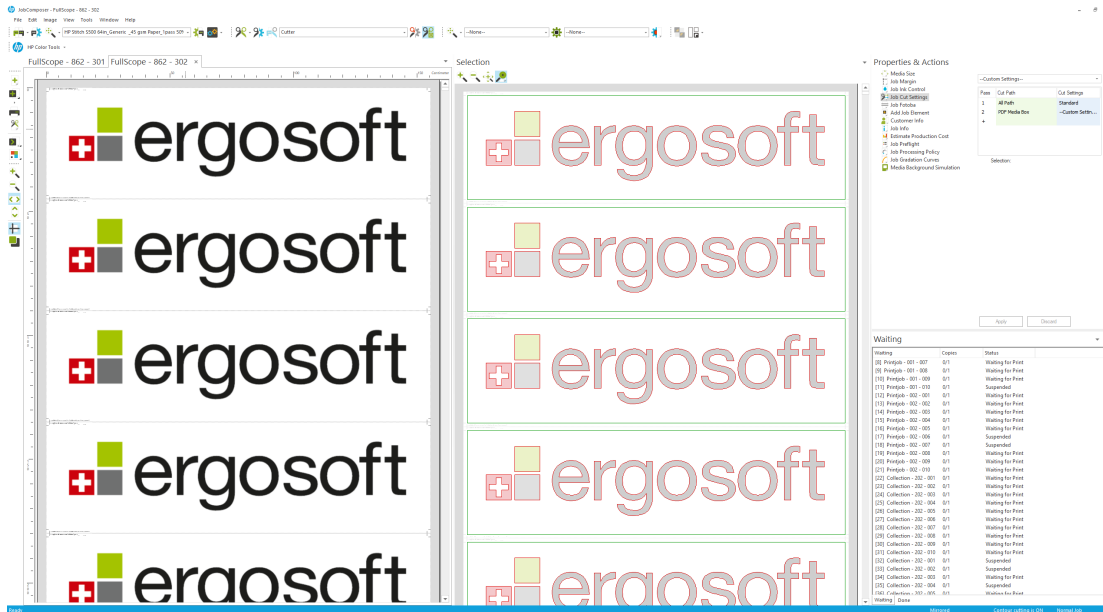 JobComposer - FullScope - 862 - 302
File Edit Image View Tools Window Help
HP Stitch S500 64in_Generic _45 gsm Paper_1pass 50%
Cutter
--None--
--None--
HP Color Tools
FullScope - 862 - 301
FullScope - 862 - 302 ×
Selection
Properties & Actions
ergosoft
ergosoft
ergosoft
ergosoft
ergosoft
ergosoft
ergosoft
ergosoft
ergosoft
ergosoft
Media Size
Job Margin
Job Ink Control
Job Cut Settings
Job Fotoba
Add Job Element
Customer Info
Job Info
Estimate Production Cost
Job Preflight
Job Processing Policy
Job Gradation Curves
Media Background Simulation
--Custom Settings--
Pass Cut Path Cut Settings
1 All Path Standard
2 PDF Media Box --Custom Settin...
+
Selection:
Apply Discard
Waiting
Waiting Copies Status
[8] Printjob - 001 - 007 0/1 Waiting for Print
[9] Printjob - 001 - 008 0/1 Waiting for Print
[10] Printjob - 001 - 009 0/1 Waiting for Print
[11] Printjob - 001 - 010 0/1 Suspended
[12] Printjob - 002 - 001 0/1 Waiting for Print
[13] Printjob - 002 - 002 0/1 Waiting for Print
[14] Printjob - 002 - 003 0/1 Waiting for Print
[15] Printjob - 002 - 004 0/1 Waiting for Print
[16] Printjob - 002 - 005 0/1 Waiting for Print
[17] Printjob - 002 - 006 0/1 Suspended
[18] Printjob - 002 - 007 0/1 Suspended
[19] Printjob - 002 - 008 0/1 Waiting for Print
[20] Printjob - 002 - 009 0/1 Waiting for Print
[21] Printjob - 002 - 010 0/1 Waiting for Print
[22] Collection - 202 - 001 0/1 Waiting for Print
[23] Collection - 202 - 002 0/1 Waiting for Print
[24] Collection - 202 - 003 0/1 Waiting for Print
[25] Collection - 202 - 004 0/1 Waiting for Print
[26] Collection - 202 - 005 0/1 Waiting for Print
[27] Collection - 202 - 006 0/1 Waiting for Print
[28] Collection - 202 - 007 0/1 Waiting for Print
[29] Collection - 202 - 008 0/1 Waiting for Print
[30] Collection - 202 - 009 0/1 Waiting for Print
[31] Collection - 202 - 010 0/1 Waiting for Print
[32] Collection - 202 - 001 0/1 Suspended
[33] Collection - 202 - 002 0/1 Suspended
[34] Collection - 202 - 003 0/1 Waiting for Print
[35] Collection - 202 - 004 0/1 Suspended
[36] Collection - 202 - 005 0/1 Waiting for Print
Waiting Done
Ready Mirrored Contour cutting is ON Normal Job